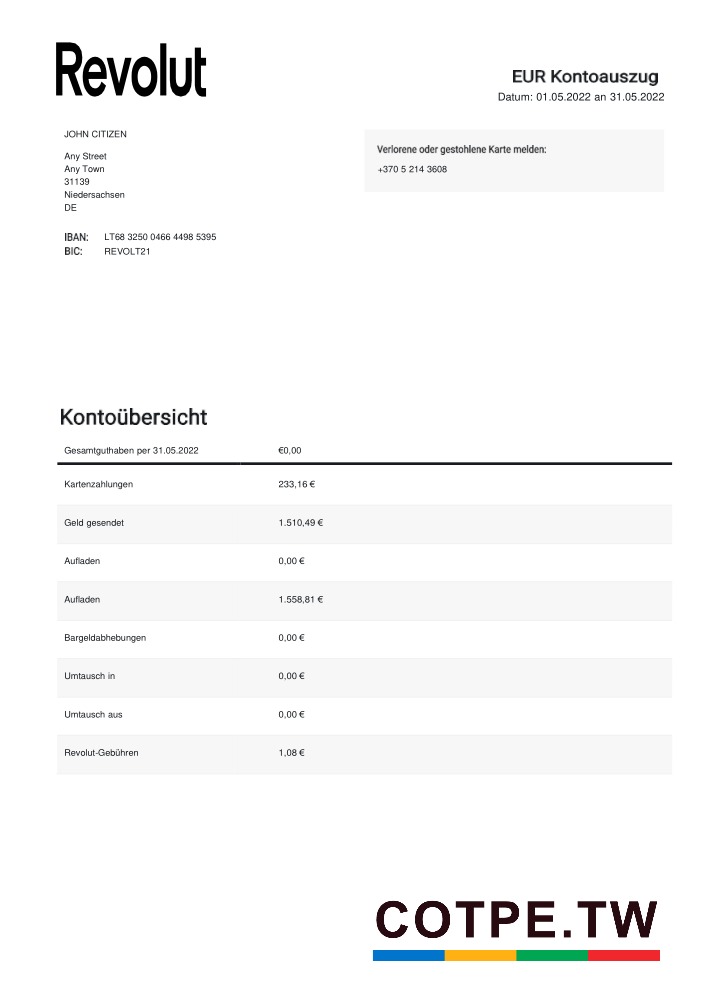 Revolut
EUR Kontoauszug
Datum: 01.05.2022 an 31.05.2022
JOHN CITIZEN
Any Street
Any Town
31139
Niedersachsen
DE
Verlorene oder gestohlene Karte melden:
+370 5 214 3608
IBAN: LT68 3250 0466 4498 5395
BIC: REVOLT21
Kontoübersicht
Gesamtguthaben per 31.05.2022 €0,00
Kartenzahlungen 233,16 €
Geld gesendet 1.510,49 €
Aufladen 0,00 €
Aufladen 1.558,81 €
Bargeldabhebungen 0,00 €
Umtausch in 0,00 €
Umtausch aus 0,00 €
Revolut-Gebühren 1,08 €
COTPE.TW